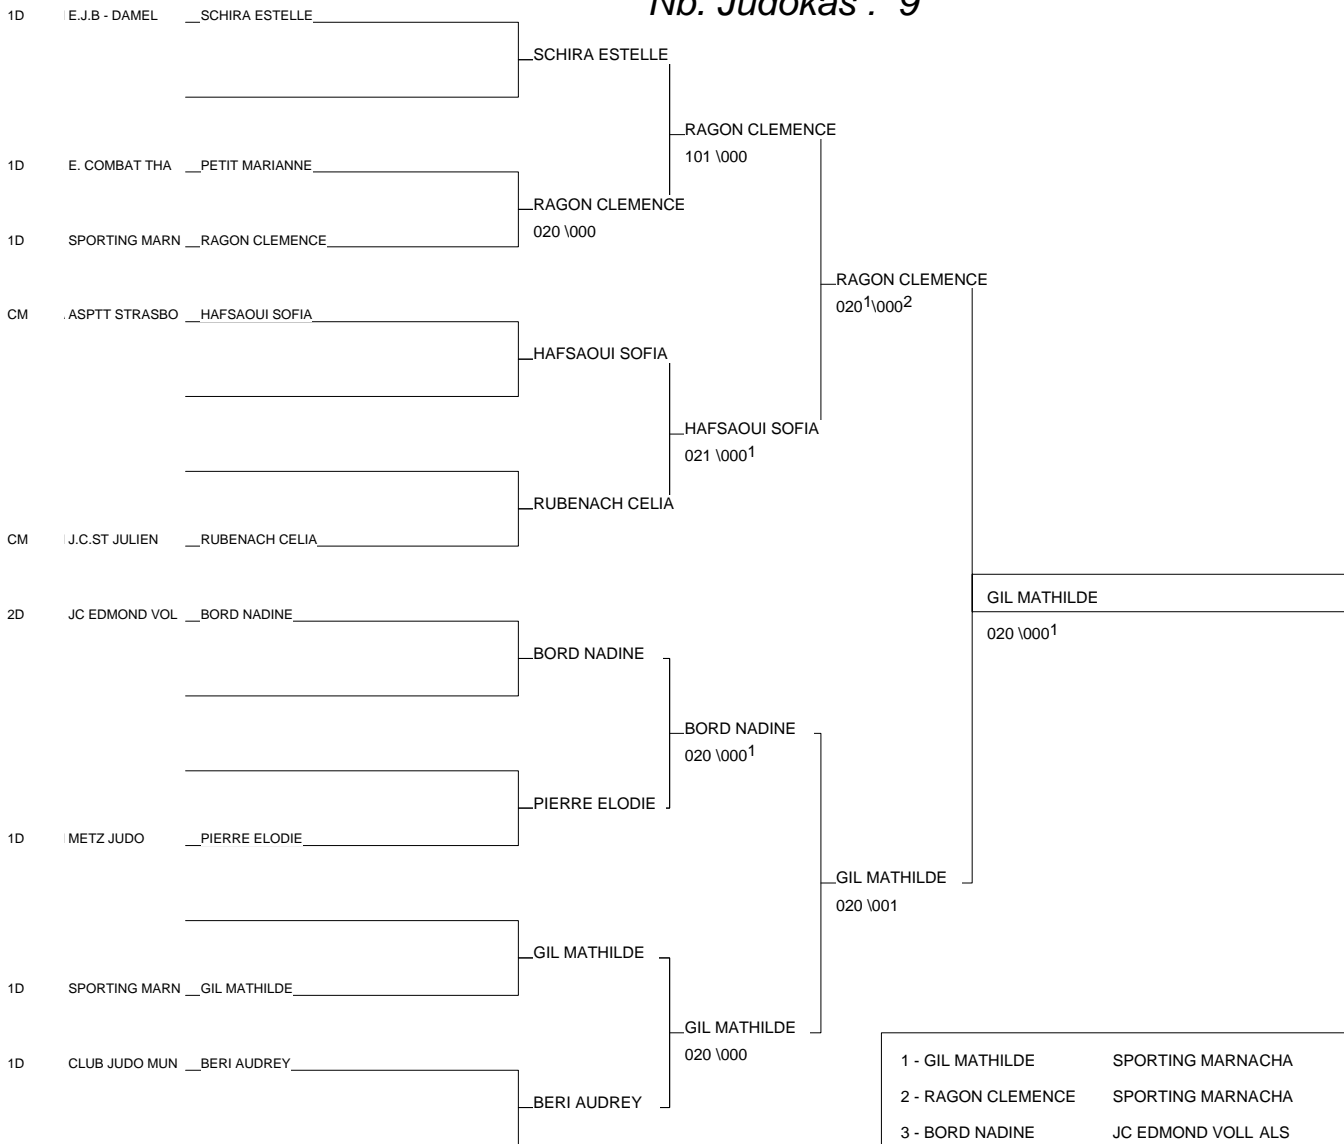 Nb. Judokas : 9
1D E.J.B - DAMEL SCHIRA ESTELLE
SCHIRA ESTELLE
RAGON CLEMENCE
101 \000
1D E. COMBAT THA PETIT MARIANNE
RAGON CLEMENCE
020 \000
1D SPORTING MARN RAGON CLEMENCE
RAGON CLEMENCE
020¹\000²
CM ASPTT STRASBO HAFSAOUI SOFIA
HAFSAOUI SOFIA
HAFSAOUI SOFIA
021 \000¹
RUBENACH CELIA
CM J.C.ST JULIEN RUBENACH CELIA
GIL MATHILDE
020 \000¹
2D JC EDMOND VOL BORD NADINE
BORD NADINE
BORD NADINE
020 \000¹
PIERRE ELODIE
1D METZ JUDO PIERRE ELODIE
GIL MATHILDE
020 \001
GIL MATHILDE
1D SPORTING MARN GIL MATHILDE
GIL MATHILDE
020 \000
1D CLUB JUDO MUN BERI AUDREY
BERI AUDREY
1 - GIL MATHILDE SPORTING MARNACHA
2 - RAGON CLEMENCE SPORTING MARNACHA
3 - BORD NADINE JC EDMOND VOLL ALS